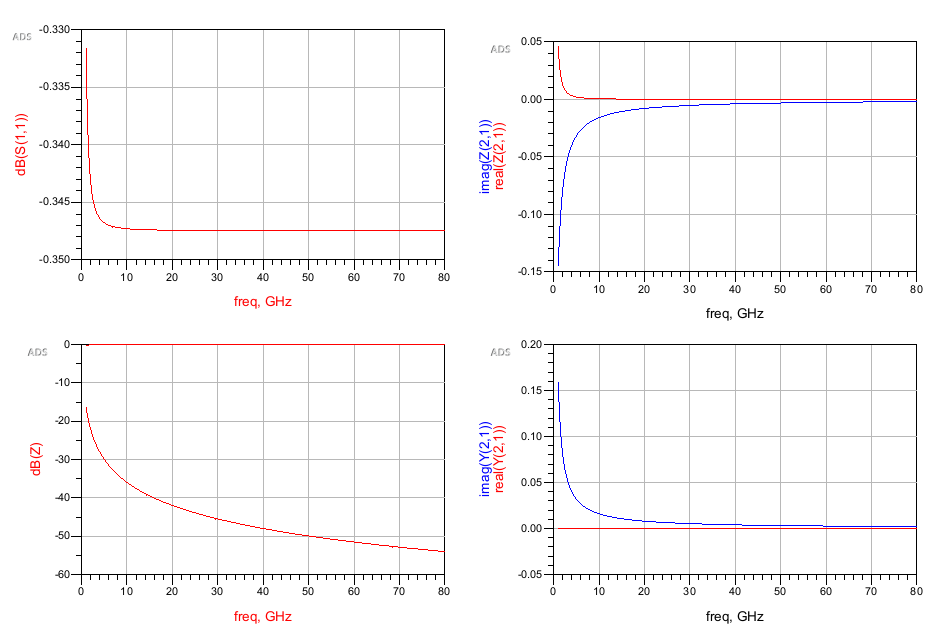 ADS
dB(S(1,1))
-0.330
-0.335
-0.340
-0.345
-0.350
0 10 20 30 40 50 60 70 80
freq, GHz
ADS
imag(Z(2,1))
real(Z(2,1))
0.05
0.00
-0.05
-0.10
-0.15
0 10 20 30 40 50 60 70 80
freq, GHz
ADS
dB(Z)
0
-10
-20
-30
-40
-50
-60
0 10 20 30 40 50 60 70 80
freq, GHz
ADS
imag(Y(2,1))
real(Y(2,1))
0.20
0.15
0.10
0.05
0.00
-0.05
0 10 20 30 40 50 60 70 80
freq, GHz